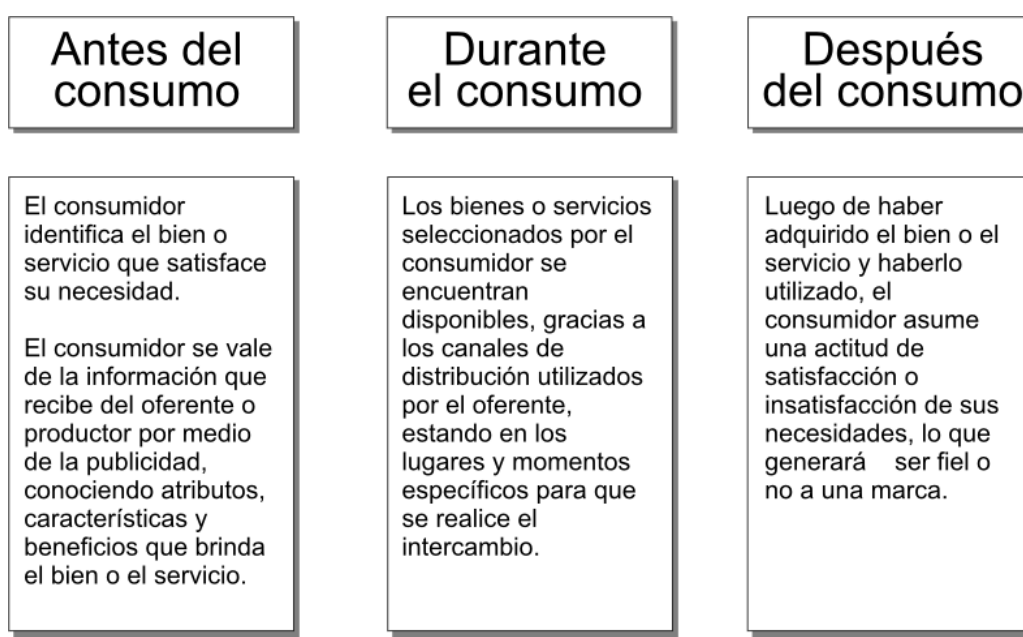 Antes del
consumo
El consumidor
identifica el bien o
servicio que satisface
su necesidad.
El consumidor se vale
de la información que
recibe del oferente o
productor por medio
de la publicidad,
conociendo atributos,
características y
beneficios que brinda
el bien o el servicio.
Durante
el consumo
Los bienes o servicios
seleccionados por el
consumidor se
encuentran
disponibles, gracias a
los canales de
distribución utilizados
por el oferente,
estando en los
lugares y momentos
específicos para que
se realice el
intercambio.
Después
del consumo
Luego de haber
adquirido el bien o el
servicio y haberlo
utilizado, el
consumidor asume
una actitud de
satisfacción o
insatisfacción de sus
necesidades, lo que
generará ser fiel o
no a una marca.